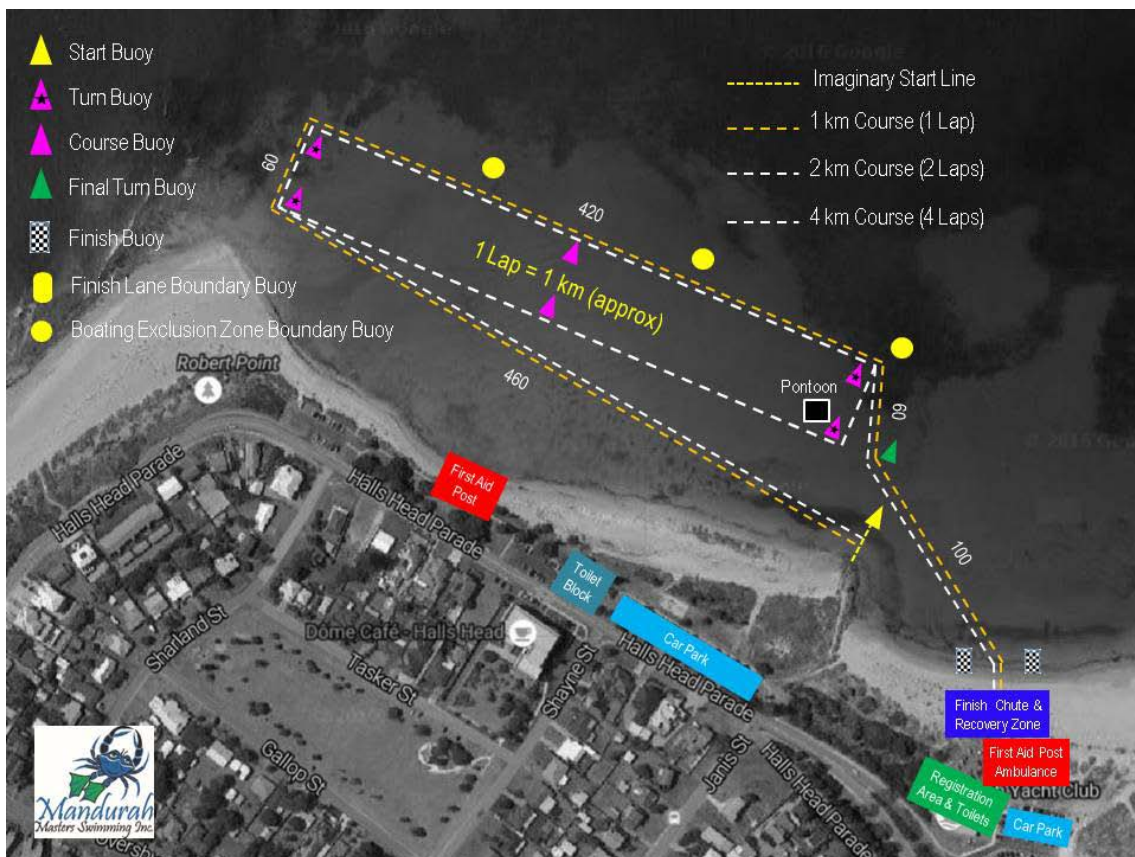 Start Buoy
Turn Buoy
Course Buoy
Final Turn Buoy
Finish Buoy
Finish Lane Boundary Buoy
Boating Exclusion Zone Boundary Buoy
Imaginary Start Line
1 km Course (1 Lap)
2 km Course (2 Laps)
4 km Course (4 Laps)
60
420
1 Lap = 1 km (approx)
460
Pontoon
60
100
Robert Point
Halls Head Parade
Halls Head Parade
First Aid
Post
Toilet
Block
Car Park
Halls Head Parade
Dôme Café - Halls Head
Sharland St
Tasker St
Shayne St
Gallop St
Janis St
Halls Head Parade
Finish Chute &
Recovery Zone
First Aid Post
Ambulance
Registration
Area & Toilets
Yacht Club
Car Park
Mandurah
Masters Swimming Inc.